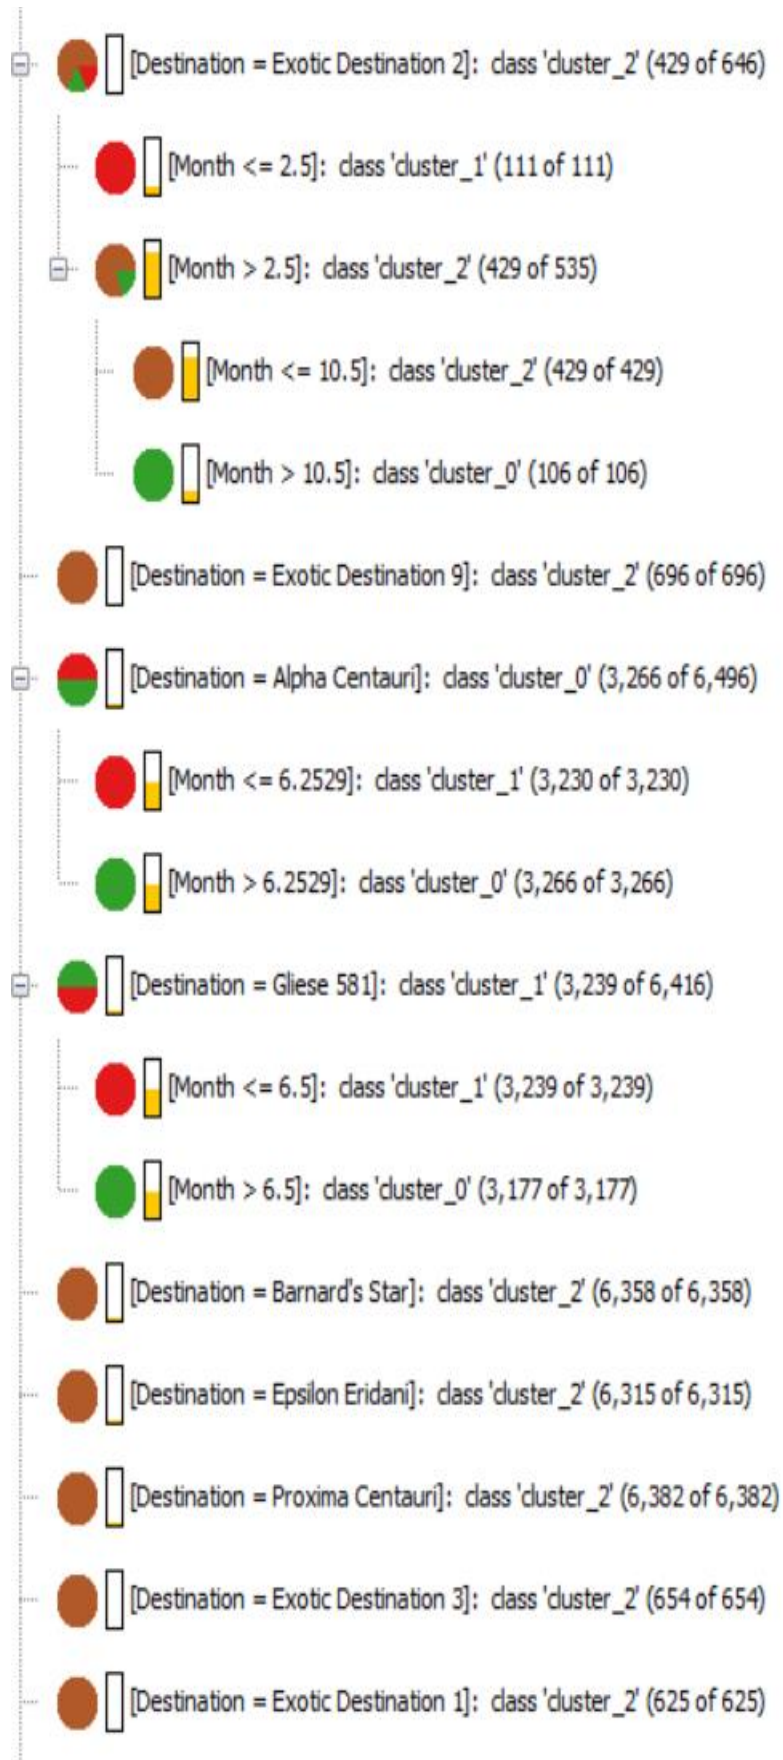 [Destination = Exotic Destination 2]: class 'cluster_2' (429 of 646)
[Month <= 2.5]: class 'cluster_1' (111 of 111)
[Month > 2.5]: class 'cluster_2' (429 of 535)
[Month <= 10.5]: class 'cluster_2' (429 of 429)
[Month > 10.5]: class 'cluster_0' (106 of 106)
[Destination = Exotic Destination 9]: class 'cluster_2' (696 of 696)
[Destination = Alpha Centauri]: class 'cluster_0' (3,266 of 6,496)
[Month <= 6.2529]: class 'cluster_1' (3,230 of 3,230)
[Month > 6.2529]: class 'cluster_0' (3,266 of 3,266)
[Destination = Gliese 581]: class 'cluster_1' (3,239 of 6,416)
[Month <= 6.5]: class 'cluster_1' (3,239 of 3,239)
[Month > 6.5]: class 'cluster_0' (3,177 of 3,177)
[Destination = Barnard's Star]: class 'cluster_2' (6,358 of 6,358)
[Destination = Epsilon Eridani]: class 'cluster_2' (6,315 of 6,315)
[Destination = Proxima Centauri]: class 'cluster_2' (6,382 of 6,382)
[Destination = Exotic Destination 3]: class 'cluster_2' (654 of 654)
[Destination = Exotic Destination 1]: class 'cluster_2' (625 of 625)